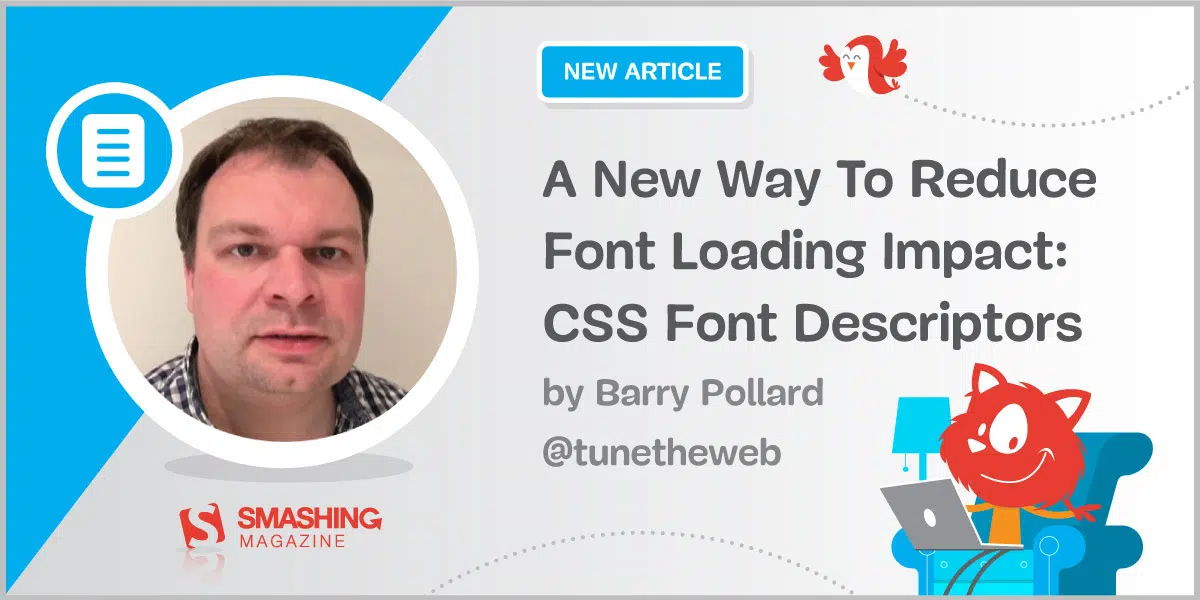 NEW ARTICLE
A New Way To Reduce
Font Loading Impact:
CSS Font Descriptors
by Barry Pollard
@tunetheweb
SMASHING
MAGAZINE